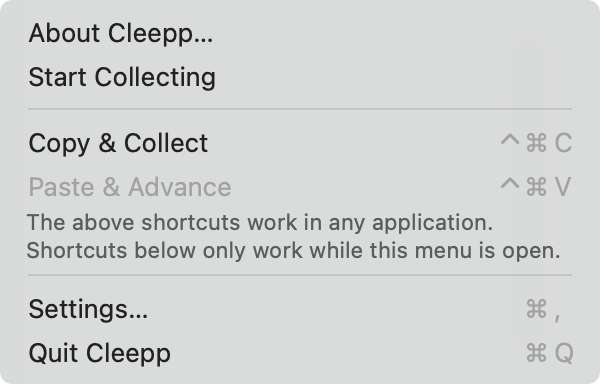 About Cleepp...
Start Collecting
Copy & Collect ^ ⌘ C
Paste & Advance ^ ⌘ V
The above shortcuts work in any application.
Shortcuts below only work while this menu is open.
Settings... ⌘ ,
Quit Cleepp ⌘ Q